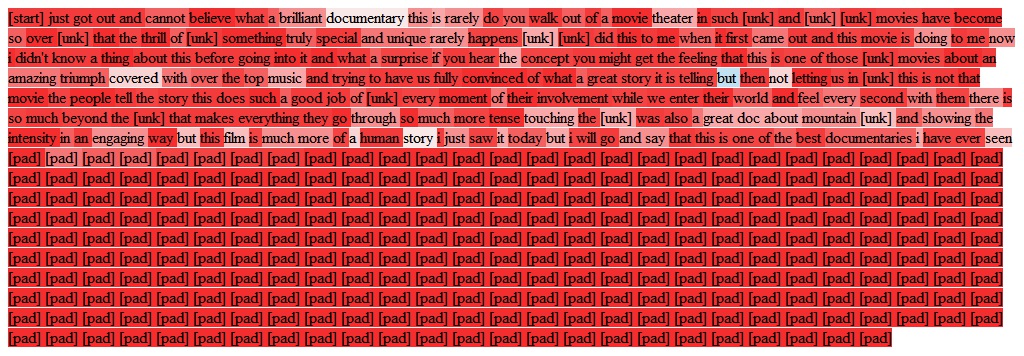 [start] just got out and cannot believe what a brilliant documentary this is rarely do you walk out of a movie theater in such [unk] and [unk] [unk] movies have become
so over [unk] that the thrill of [unk] something truly special and unique rarely happens [unk] [unk] did this to me when it first came out and this movie is doing to me now
i didn't know a thing about this before going into it and what a surprise if you hear the concept you might get the feeling that this is one of those [unk] movies about an
amazing triumph covered with over the top music and trying to have us fully convinced of what a great story it is telling but then not letting us in [unk] this is not that
movie the people tell the story this does such a good job of [unk] every moment of their involvement while we enter their world and feel every second with them there is
so much beyond the [unk] that makes everything they go through so much more tense touching the [unk] was also a great doc about mountain [unk] and showing the
intensity in an engaging way but this film is much more of a human story i just saw it today but i will go and say that this is one of the best documentaries i have ever seen
[pad] [pad] [pad] [pad] [pad] [pad] [pad] [pad] [pad] [pad] [pad] [pad] [pad] [pad] [pad] [pad] [pad] [pad] [pad] [pad] [pad] [pad] [pad] [pad] [pad] [pad] [pad]
[pad] [pad] [pad] [pad] [pad] [pad] [pad] [pad] [pad] [pad] [pad] [pad] [pad] [pad] [pad] [pad] [pad] [pad] [pad] [pad] [pad] [pad] [pad] [pad] [pad] [pad] [pad]
[pad] [pad] [pad] [pad] [pad] [pad] [pad] [pad] [pad] [pad] [pad] [pad] [pad] [pad] [pad] [pad] [pad] [pad] [pad] [pad] [pad] [pad] [pad] [pad] [pad] [pad] [pad]
[pad] [pad] [pad] [pad] [pad] [pad] [pad] [pad] [pad] [pad] [pad] [pad] [pad] [pad] [pad] [pad] [pad] [pad] [pad] [pad] [pad] [pad] [pad] [pad] [pad] [pad] [pad]
[pad] [pad] [pad] [pad] [pad] [pad] [pad] [pad] [pad] [pad] [pad] [pad] [pad] [pad] [pad] [pad] [pad] [pad] [pad] [pad] [pad] [pad] [pad] [pad] [pad] [pad] [pad]
[pad] [pad] [pad] [pad] [pad] [pad] [pad] [pad] [pad] [pad] [pad] [pad] [pad] [pad] [pad] [pad] [pad] [pad] [pad] [pad] [pad] [pad] [pad] [pad] [pad] [pad] [pad]
[pad] [pad] [pad] [pad] [pad] [pad] [pad] [pad] [pad] [pad] [pad] [pad] [pad] [pad] [pad] [pad] [pad] [pad] [pad] [pad] [pad] [pad] [pad] [pad] [pad] [pad] [pad]
[pad] [pad] [pad] [pad] [pad] [pad] [pad] [pad] [pad] [pad] [pad] [pad] [pad] [pad] [pad] [pad] [pad] [pad] [pad] [pad] [pad] [pad] [pad] [pad] [pad] [pad] [pad]
[pad] [pad] [pad] [pad] [pad] [pad] [pad] [pad] [pad] [pad] [pad] [pad] [pad] [pad] [pad] [pad] [pad] [pad] [pad] [pad] [pad] [pad] [pad] [pad] [pad] [pad] [pad]
[pad] [pad] [pad] [pad] [pad] [pad] [pad] [pad] [pad] [pad] [pad] [pad] [pad] [pad] [pad] [pad] [pad] [pad] [pad] [pad] [pad] [pad] [pad] [pad]